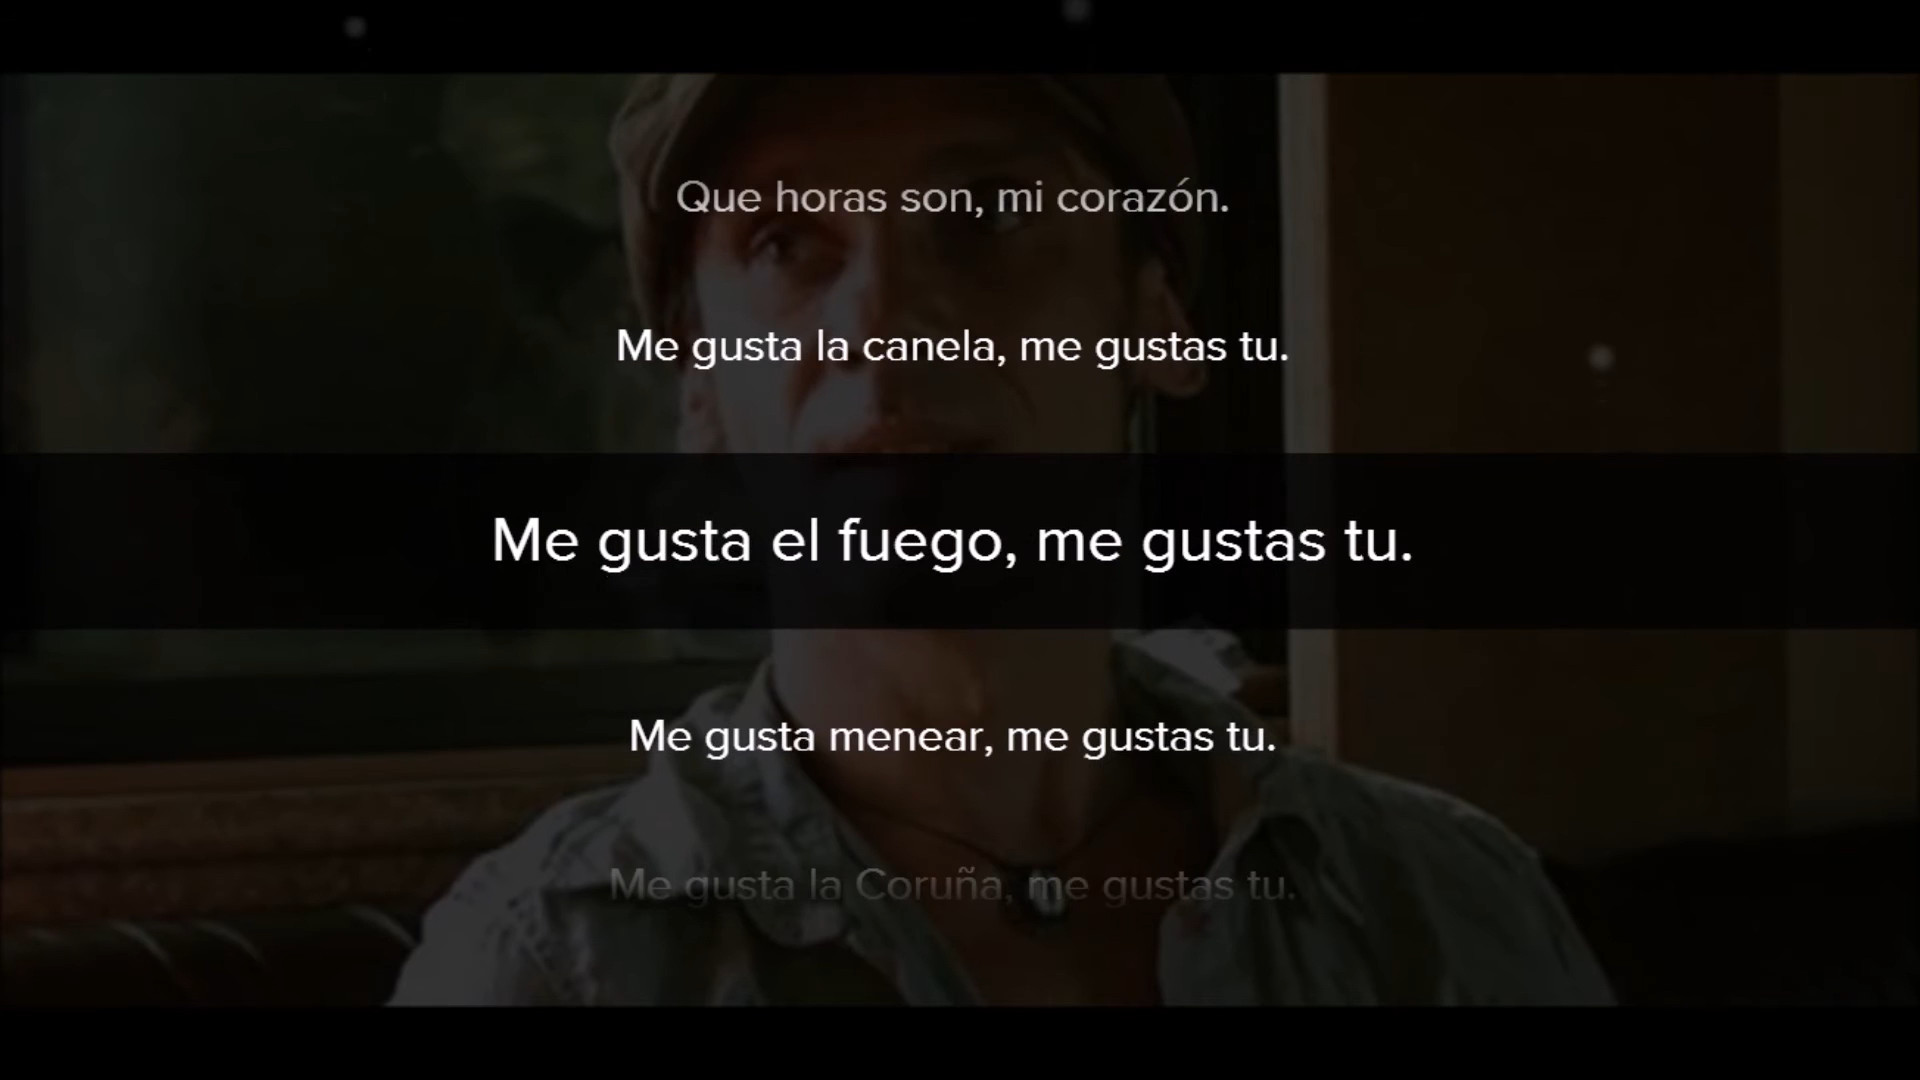 Que horas son, mi corazón.
Me gusta la canela, me gustas tu.
Me gusta el fuego, me gustas tu.
Me gusta menear, me gustas tu.
Me gusta la Coruña, me gustas tu.